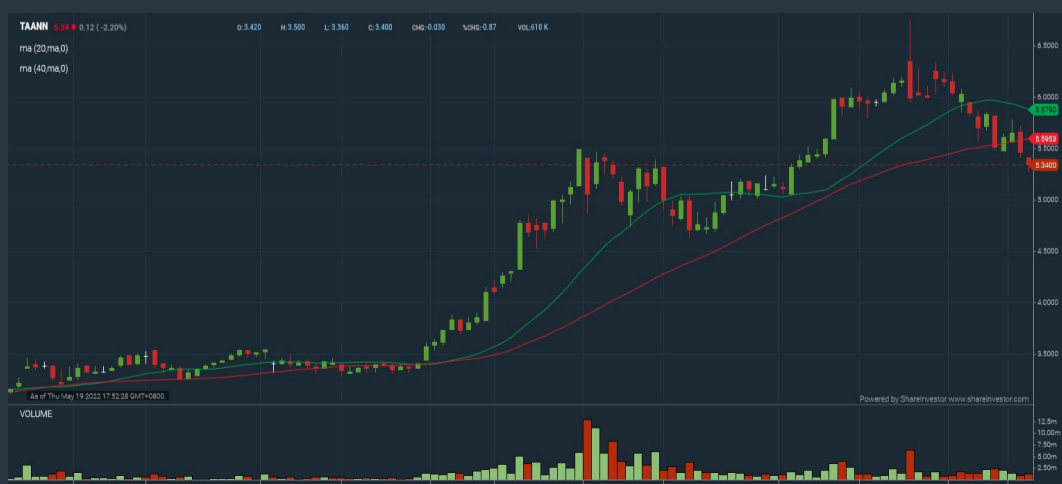 TAANN 5.34 0.12 (-2.20%) O: 3.420 H: 3.500 L: 3.360 C: 3.400 CHG:-0.030 %CHG:-0.87 VOL:610 K
ma (20,ma,0)
ma (40,ma,0)
6.5000
6.0000
5.8790
5.5953
5.5000
5.3400
5.0000
4.5000
4.0000
3.5000
As of Thu May 19 2022 17:52:28 GMT+0800
Powered by ShareInvestor www.shareinvestor.com
VOLUME
12.5m
10.00m
7.50m
5.00m
2.50m